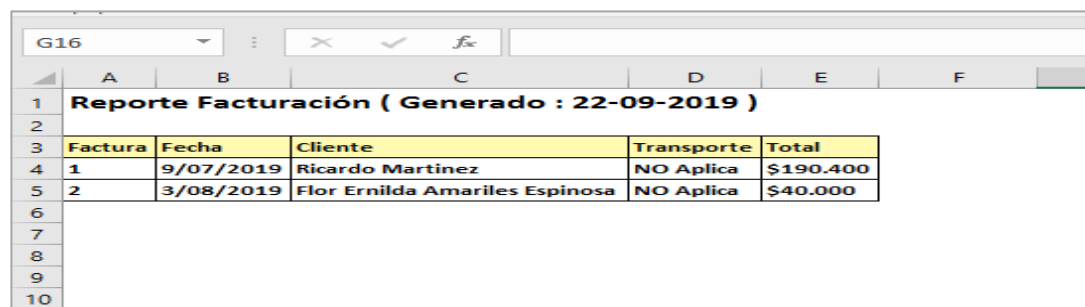 G16 fx
A B C D E F
1 Reporte Facturación ( Generado : 22-09-2019 )
2
3 Factura Fecha Cliente Transporte Total
4 1 9/07/2019 Ricardo Martinez NO Aplica $190.400
5 2 3/08/2019 Flor Ernilda Amariles Espinosa NO Aplica $40.000
6
7
8
9
10